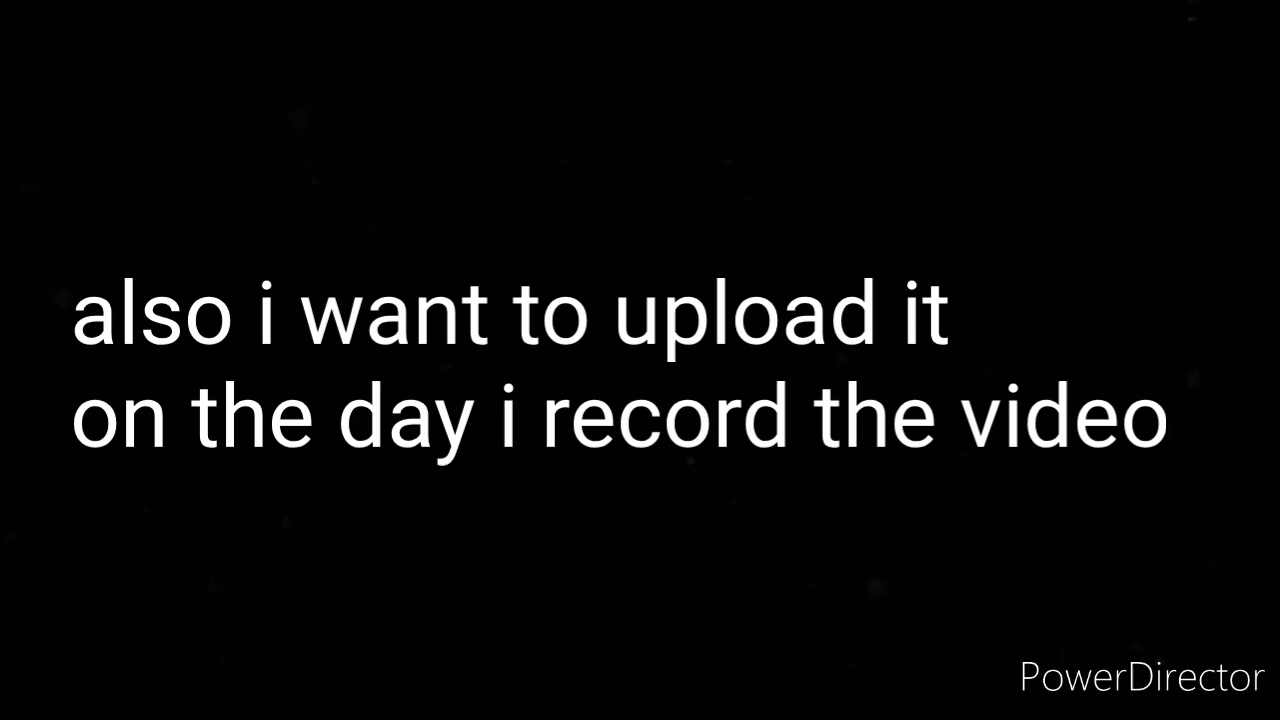 also i want to upload it
on the day i record the video
PowerDirector